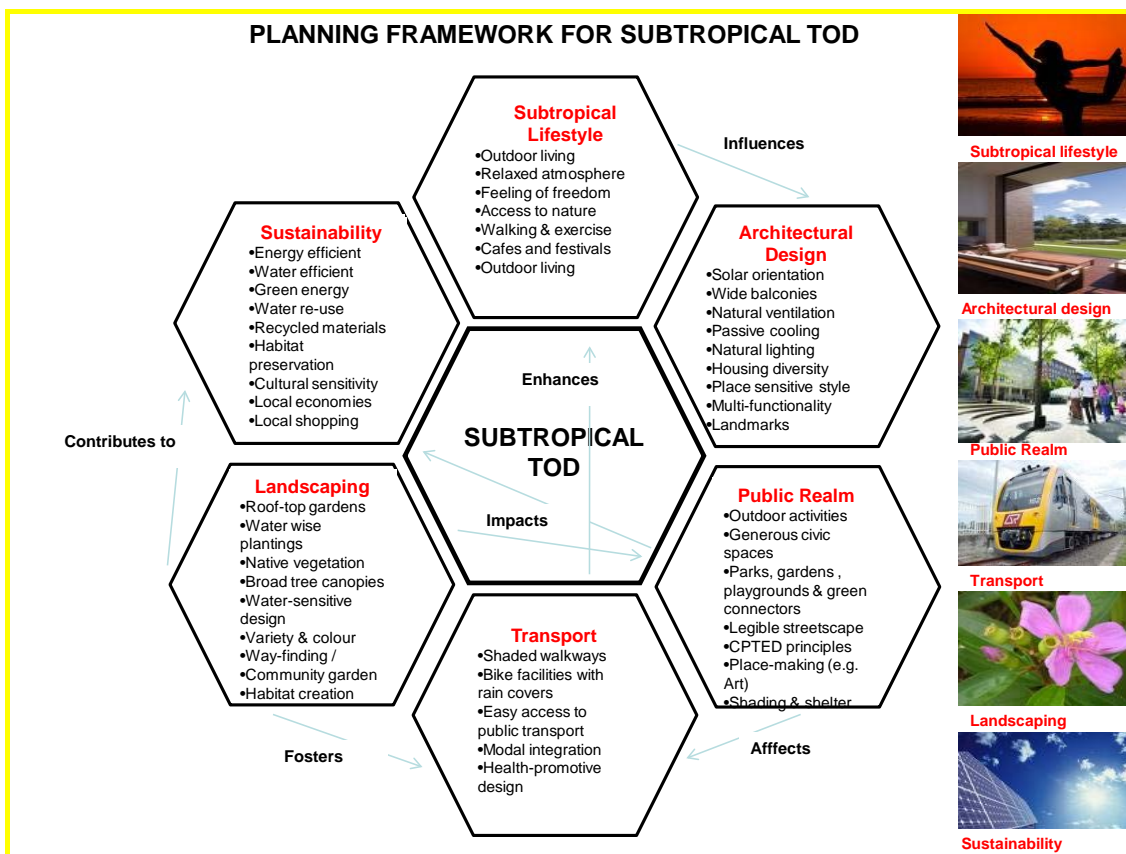 PLANNING FRAMEWORK FOR SUBTROPICAL TOD
Subtropical
Lifestyle
•Outdoor living
•Relaxed atmosphere
•Feeling of freedom
•Access to nature
•Walking & exercise
•Cafes and festivals
•Outdoor living
Influences
Sustainability
•Energy efficient
•Water efficient
•Green energy
•Water re-use
•Recycled materials
•Habitat
preservation
•Cultural sensitivity
•Local economies
•Local shopping
Architectural
Design
•Solar orientation
•Wide balconies
•Natural ventilation
•Passive cooling
•Natural lighting
•Housing diversity
•Place sensitive style
•Multi-functionality
•Landmarks
Enhances
SUBTROPICAL
TOD
Impacts
Contributes to
Landscaping
•Roof-top gardens
•Water wise
plantings
•Native vegetation
•Broad tree canopies
•Water-sensitive
design
•Variety & colour
•Way-finding /
•Community garden
•Habitat creation
Public Realm
•Outdoor activities
•Generous civic
spaces
•Parks, gardens ,
playgrounds & green
connectors
•Legible streetscape
•CPTED principles
•Place-making (e.g.
Art)
•Shading & shelter
Transport
•Shaded walkways
•Bike facilities with
rain covers
•Easy access to
public transport
•Modal integration
•Health-promotive
design
Fosters
Afffects
Subtropical lifestyle
Architectural design
Public Realm
Transport
Landscaping
Sustainability